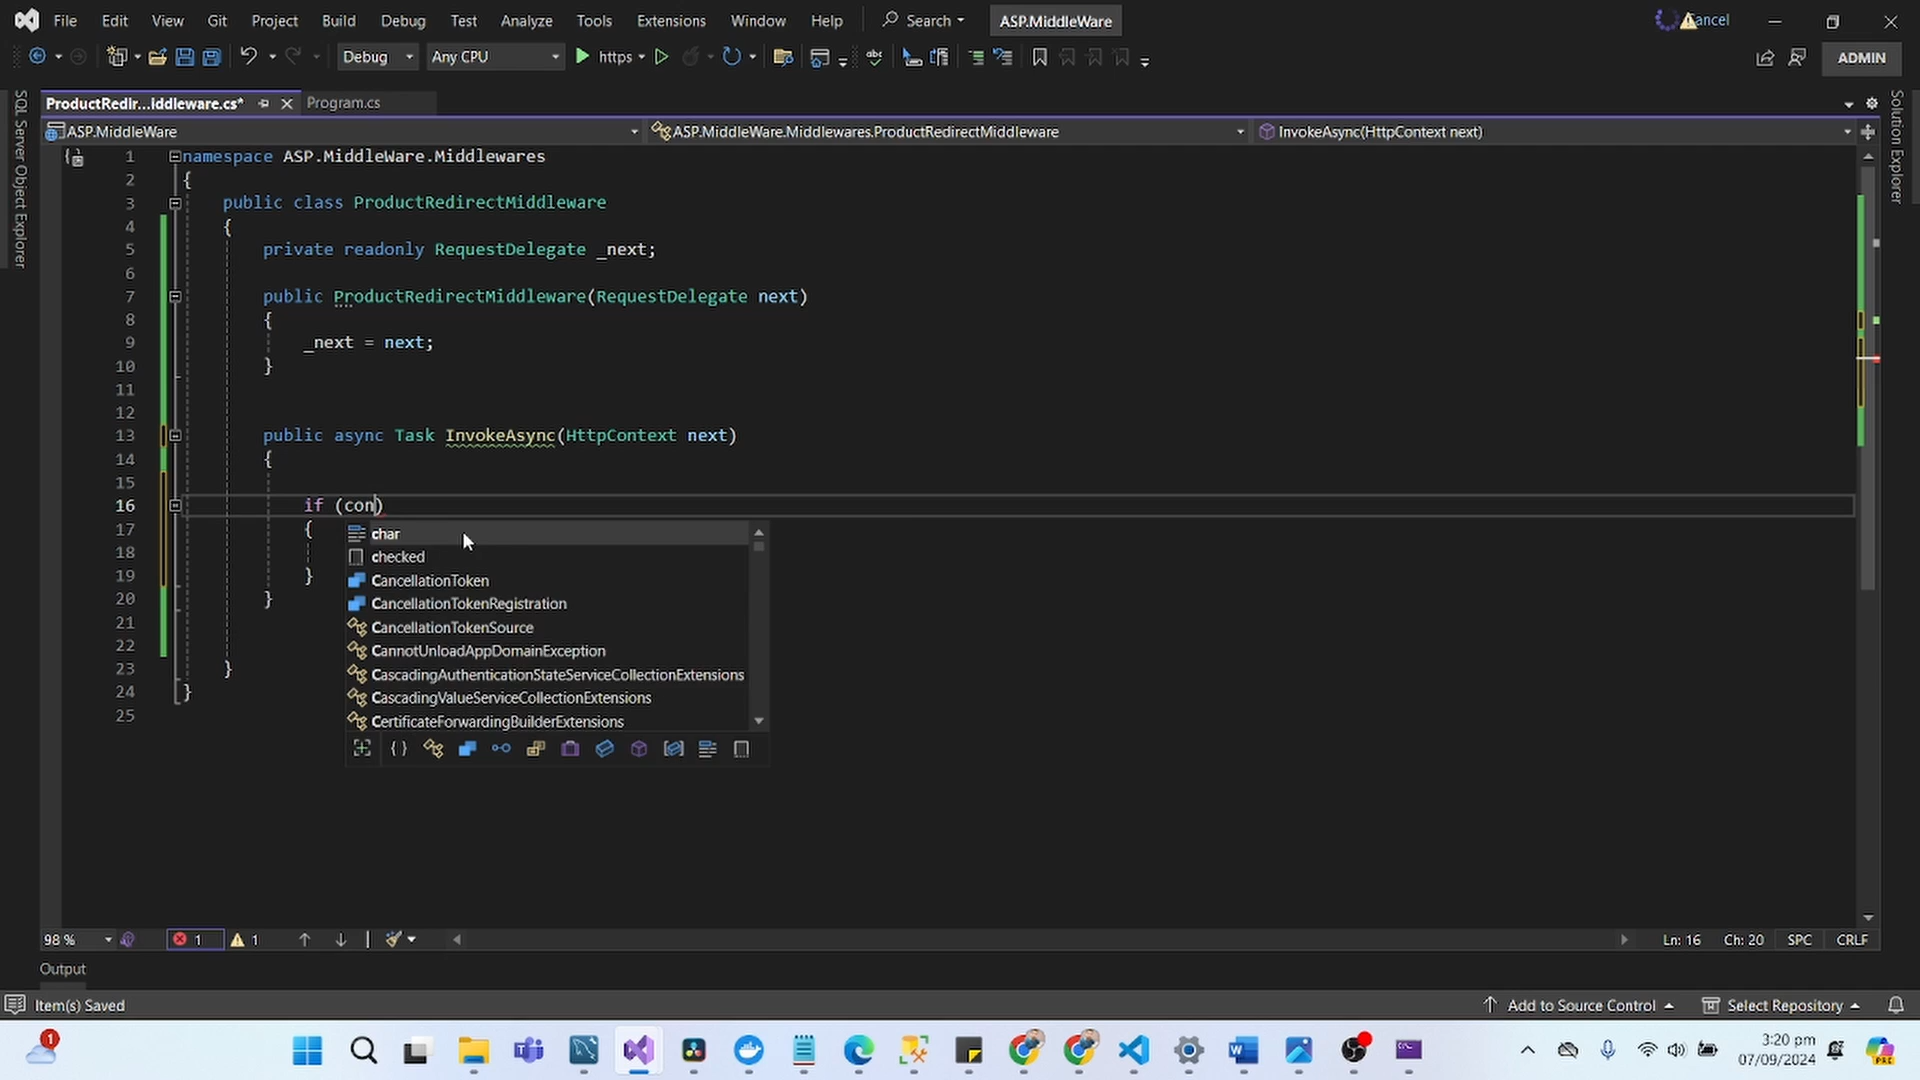 File Edit View Git Project Build Debug Test Analyze Tools Extensions Window Help Search ASP.MiddleWare Cancel
Debug Any CPU https ADMIN
SQL Server Object Explorer
Solution Explorer
ProductRedir...iddleware.cs* Program.cs
ASP.MiddleWare ASP.MiddleWare.Middlewares.ProductRedirectMiddleware InvokeAsync(HttpContext next)
1 namespace ASP.MiddleWare.Middlewares
2 {
3 public class ProductRedirectMiddleware
4 {
5 private readonly RequestDelegate _next;
6
7 public ProductRedirectMiddleware(RequestDelegate next)
8 {
9 _next = next;
10 }
11
12
13 public async Task InvokeAsync(HttpContext next)
14 {
15
16 if (con)
17 {
18
19 }
20 }
21
22
23 }
24 }
25
char
checked
CancellationToken
CancellationTokenRegistration
CancellationTokenSource
CannotUnloadAppDomainException
CascadingAuthenticationStateServiceCollectionExtensions
CascadingValueServiceCollectionExtensions
CertificateForwardingBuilderExtensions
98 % 1 1 Ln: 16 Ch: 20 SPC CRLF
Output
Item(s) Saved Add to Source Control Select Repository
1
3:20 pm
07/09/2024